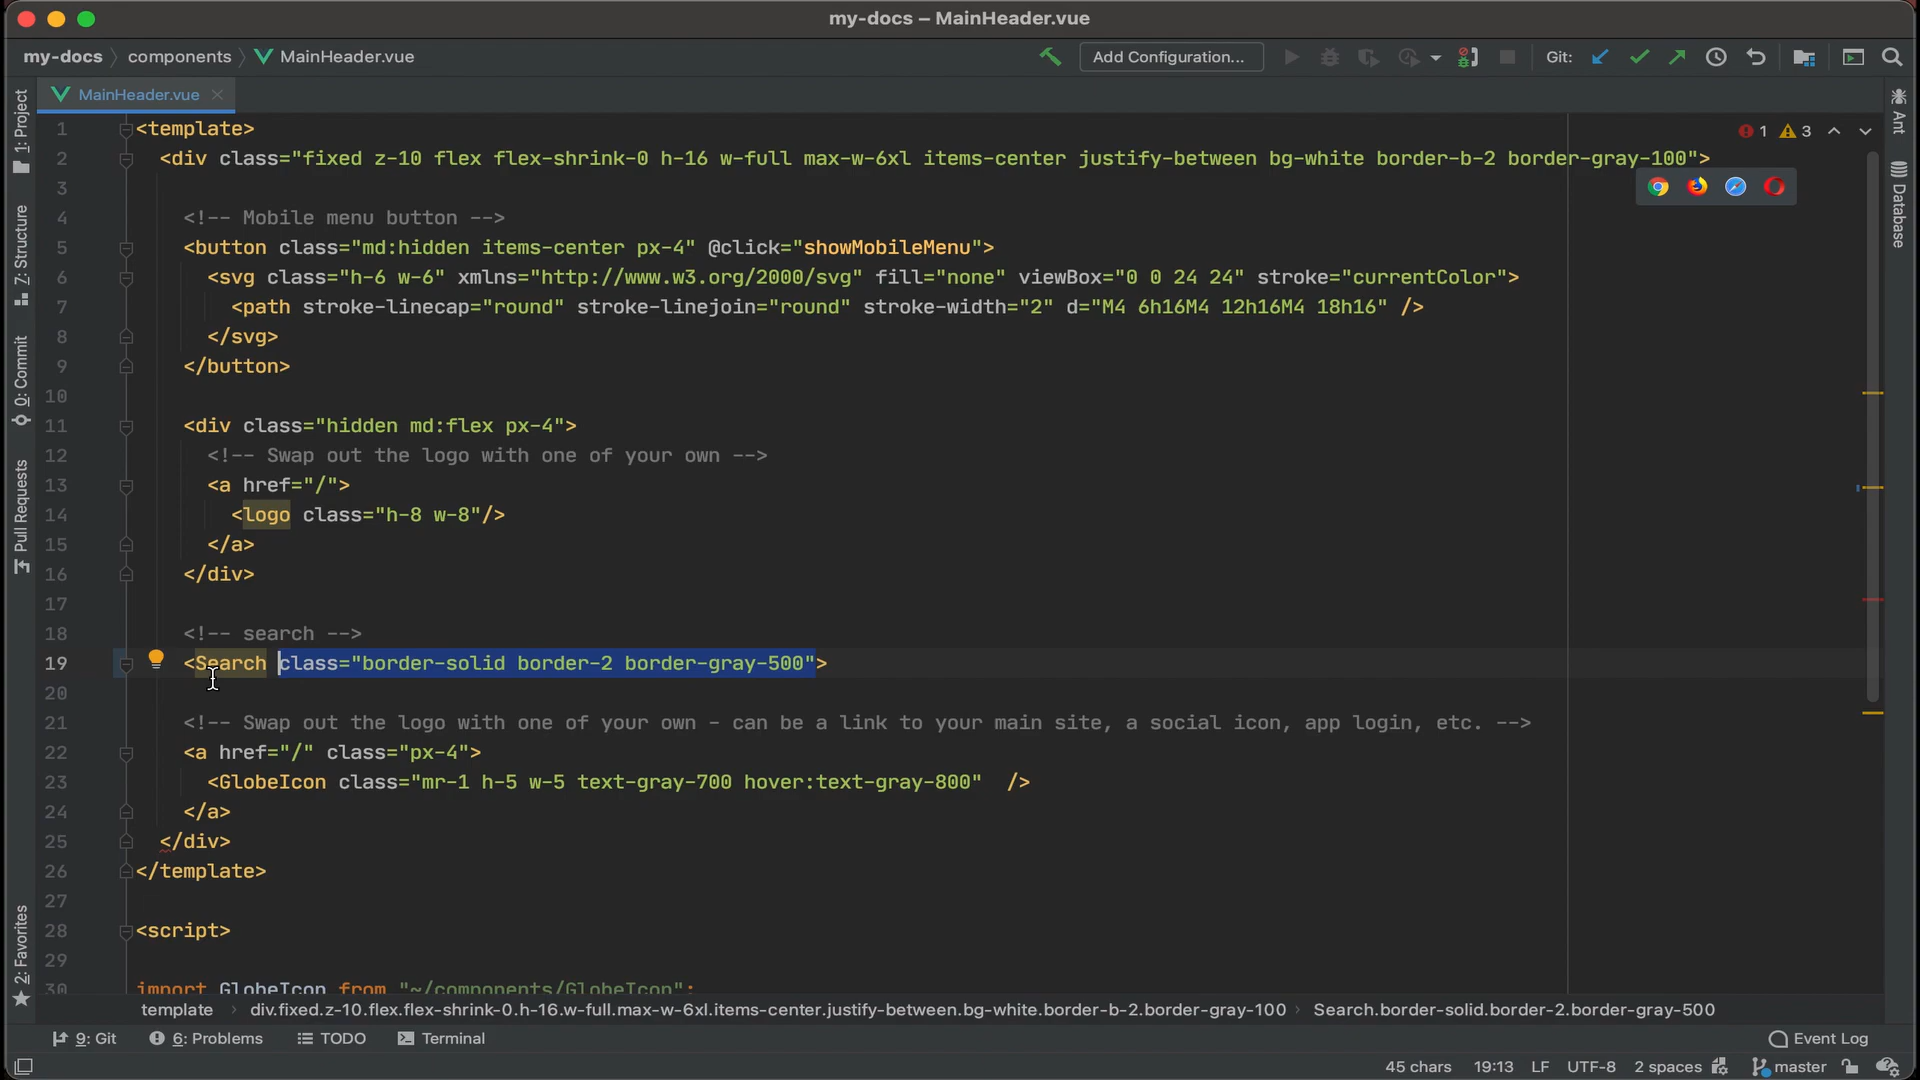 my-docs – MainHeader.vue
my-docs components MainHeader.vue Add Configuration... Git:
MainHeader.vue
1: Project
7: Structure
0: Commit
Pull Requests
2: Favorites
Ant
Database
1 3
1 <template>
2 <div class="fixed z-10 flex flex-shrink-0 h-16 w-full max-w-6xl items-center justify-between bg-white border-b-2 border-gray-100">
3
4 <!-- Mobile menu button -->
5 <button class="md:hidden items-center px-4" @click="showMobileMenu">
6 <svg class="h-6 w-6" xmlns="http://www.w3.org/2000/svg" fill="none" viewBox="0 0 24 24" stroke="currentColor">
7 <path stroke-linecap="round" stroke-linejoin="round" stroke-width="2" d="M4 6h16M4 12h16M4 18h16" />
8 </svg>
9 </button>
10
11 <div class="hidden md:flex px-4">
12 <!-- Swap out the logo with one of your own -->
13 <a href="/">
14 <logo class="h-8 w-8"/>
15 </a>
16 </div>
17
18 <!-- search -->
19 <Search class="border-solid border-2 border-gray-500">
20
21 <!-- Swap out the logo with one of your own - can be a link to your main site, a social icon, app login, etc. -->
22 <a href="/" class="px-4">
23 <GlobeIcon class="mr-1 h-5 w-5 text-gray-700 hover:text-gray-800" />
24 </a>
25 </div>
26 </template>
27
28 <script>
29
30 import GlobeIcon from "~/components/GlobeIcon";
template div.fixed.z-10.flex.flex-shrink-0.h-16.w-full.max-w-6xl.items-center.justify-between.bg-white.border-b-2.border-gray-100 Search.border-solid.border-2.border-gray-500
9: Git 6: Problems TODO Terminal Event Log
45 chars 19:13 LF UTF-8 2 spaces master